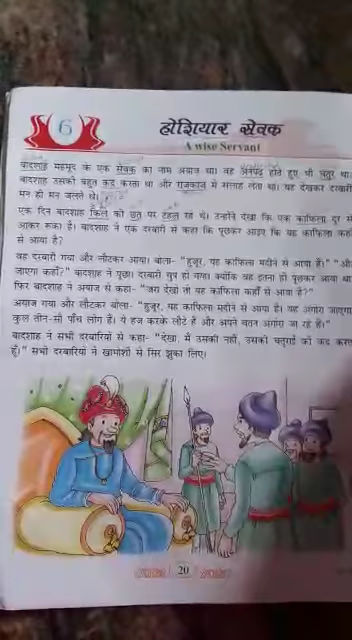 6
होशियार सेवक
A wise Servant
बादशाह महमूद के एक सेवक का नाम अयाज था। वह अनपढ़ होते हुए भी चतुर था।
बादशाह उसकी बहुत कद्र करता था और राजकाज में सलाह लेता था। यह देखकर दरबारी
मन ही मन जलते थे।
एक दिन बादशाह किले की छत पर टहल रहे थे। उन्होंने देखा कि एक काफिला दूर से
आकर रूका है। बादशाह ने एक दरबारी से कहा कि पूछकर आइए कि यह काफिला कहाँ
से आया है?
वह दरबारी गया और लौटकर आया। बोला- "हुजूर, यह काफिला मदीने से आया है।"
जाएगा कहाँ?" बादशाह ने पूछा। दरबारी चुप हो गया। क्योंकि वह इतना ही पूछकर आया था
फिर बादशाह ने अयाज से कहा- "जरा देखो तो यह काफिला कहाँ से आया है?"
अयाज गया और लौटकर बोला- "हुजूर, यह काफिला मदीने से आया है। यह अंगारा जाएगा
कुल तीन-सौ पाँच लोग हैं। ये हज करके लौटे हैं और अपने वतन अंगारा जा रहे हैं।"
बादशाह ने सभी दरबारियों से कहा- "देखा, मैं उसकी नहीं, उसकी चतुराई की कद्र करता
हूँ।" सभी दरबारियों ने खामोशी से सिर झुका लिए।
20